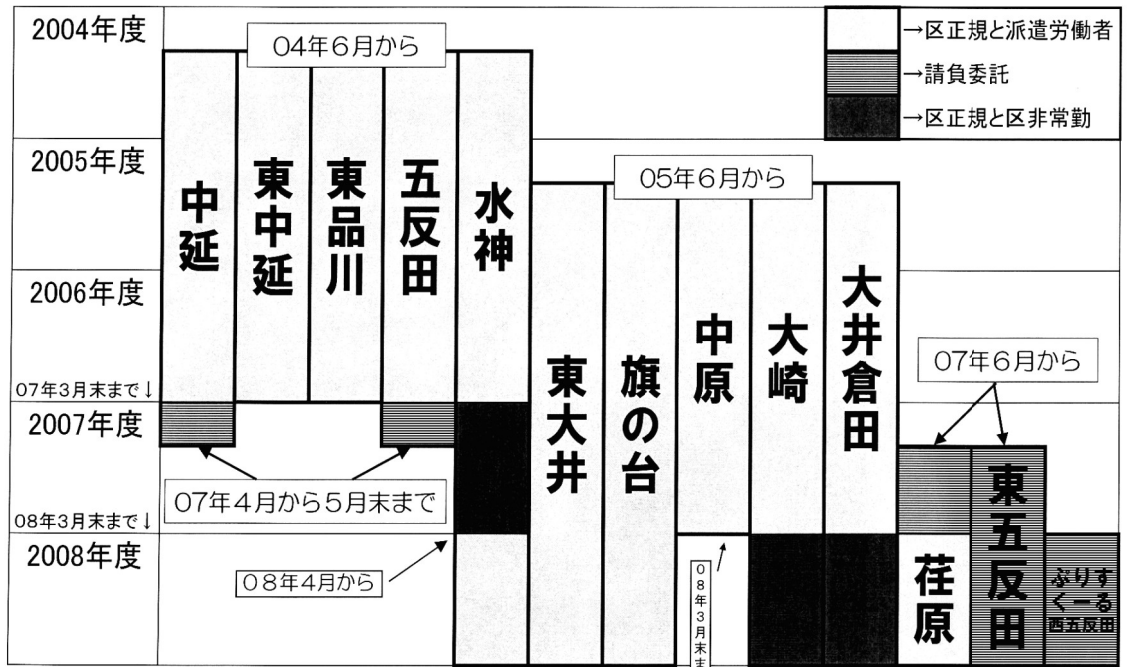 2004年度
04年6月から
→区正規と派遣労働者
→請負委託
→区正規と区非常勤
2005年度
05年6月から
中延
東中延
東品川
五反田
水神
2006年度
東大井
旗の台
中原
大崎
大井倉田
07年6月から
07年3月末まで↓
2007年度
07年4月から5月末まで
08年3月末まで↓
2008年度
08年4月から
08年3月末ま
荏原
東五反田
ぷりす
くーる
西五反田